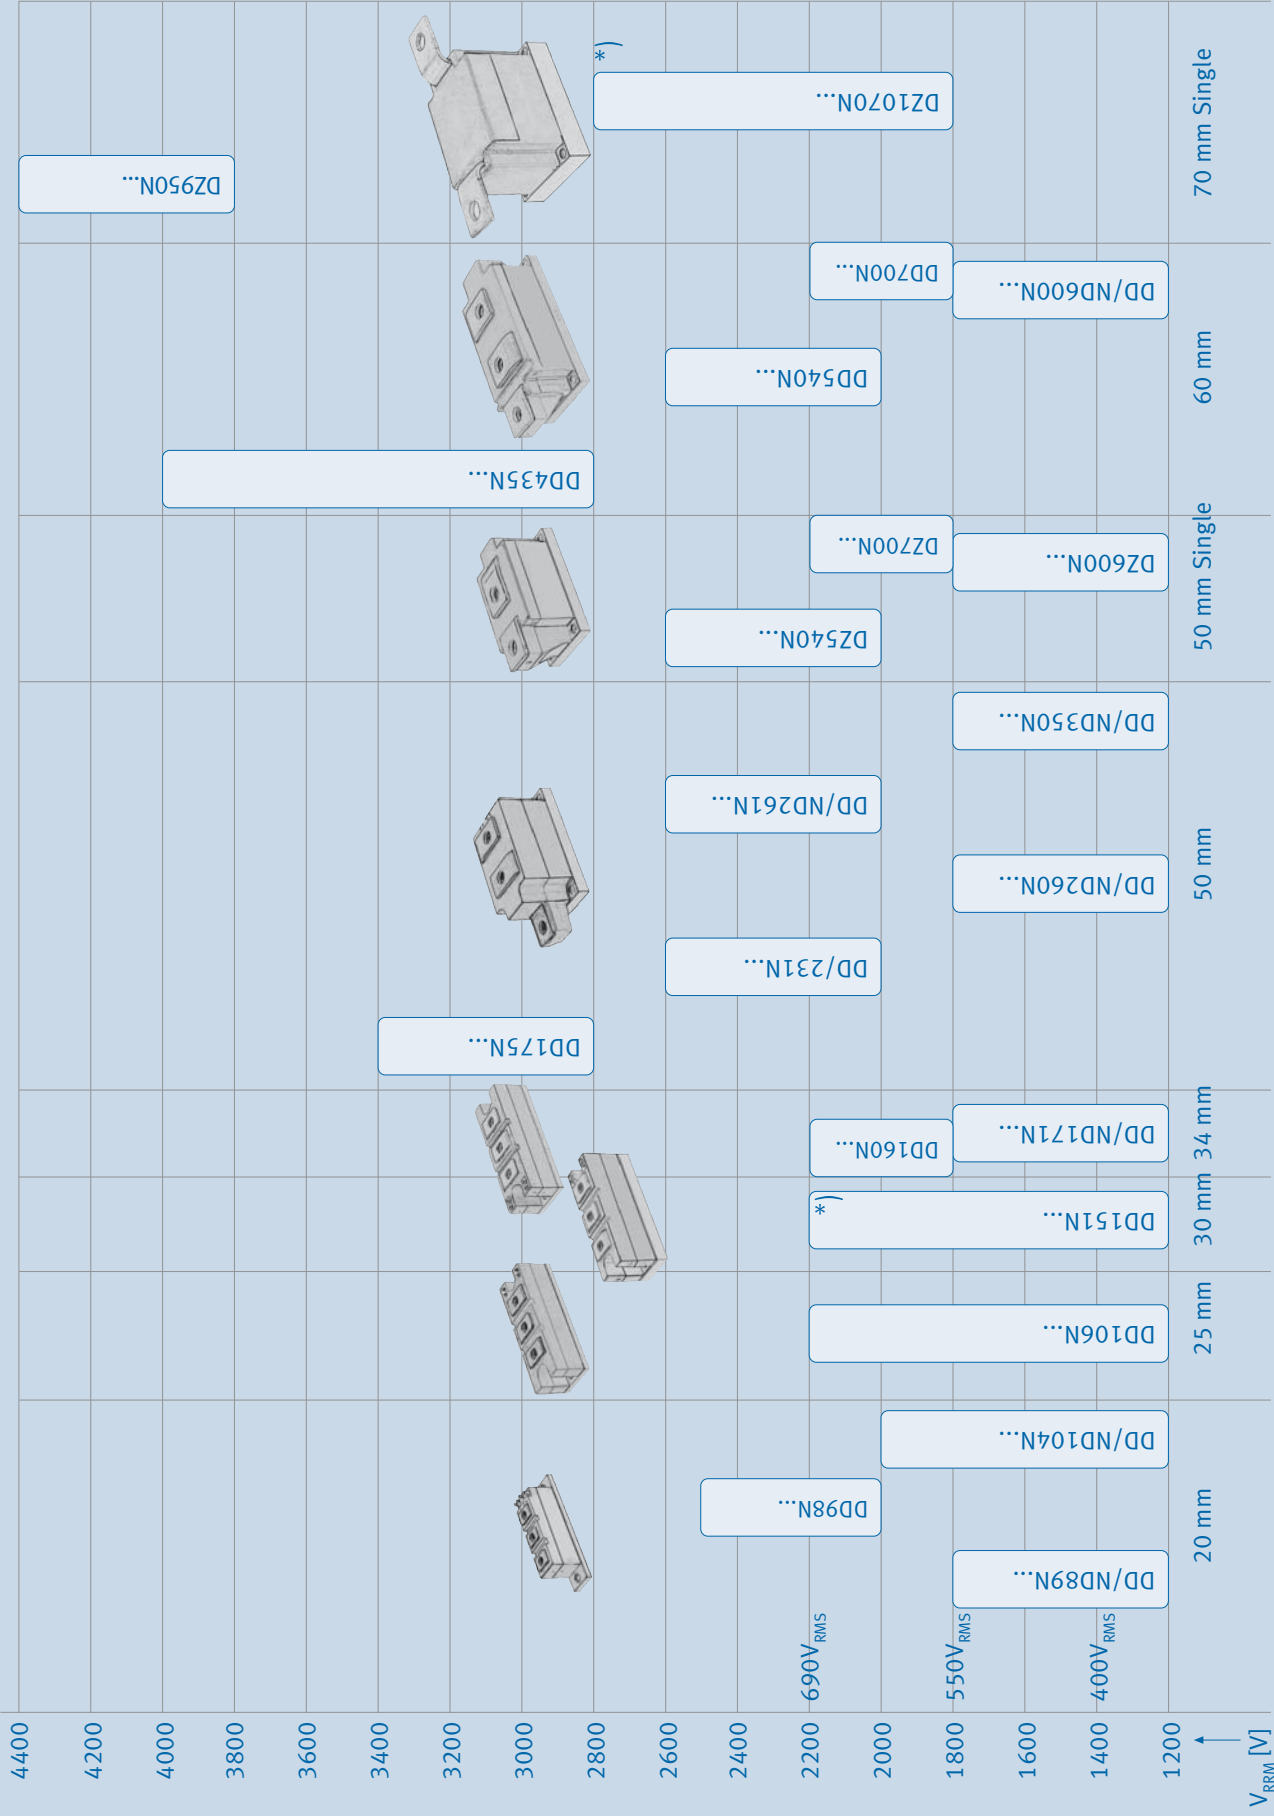 4400
4200
4000
3800
3600
3400
3200
3000
2800
2600
2400
2200
2000
1800
1600
1400
1200
VRRM [V]
690VRMS
550VRMS
400VRMS
DD/ND89N...
DD98N...
DD/ND104N...
20 mm
DD106N...
25 mm
*)
DD151N...
30 mm
DD160N...
DD/ND171N...
34 mm
DD175N...
DD/231N...
DD/ND260N...
DD/ND261N...
DD/ND350N...
50 mm
DZ540N...
DZ600N...
DZ700N...
50 mm Single
DD435N...
DD540N...
DD/ND600N...
DD700N...
60 mm
DZ950N...
DZ1070N...
*)
70 mm Single